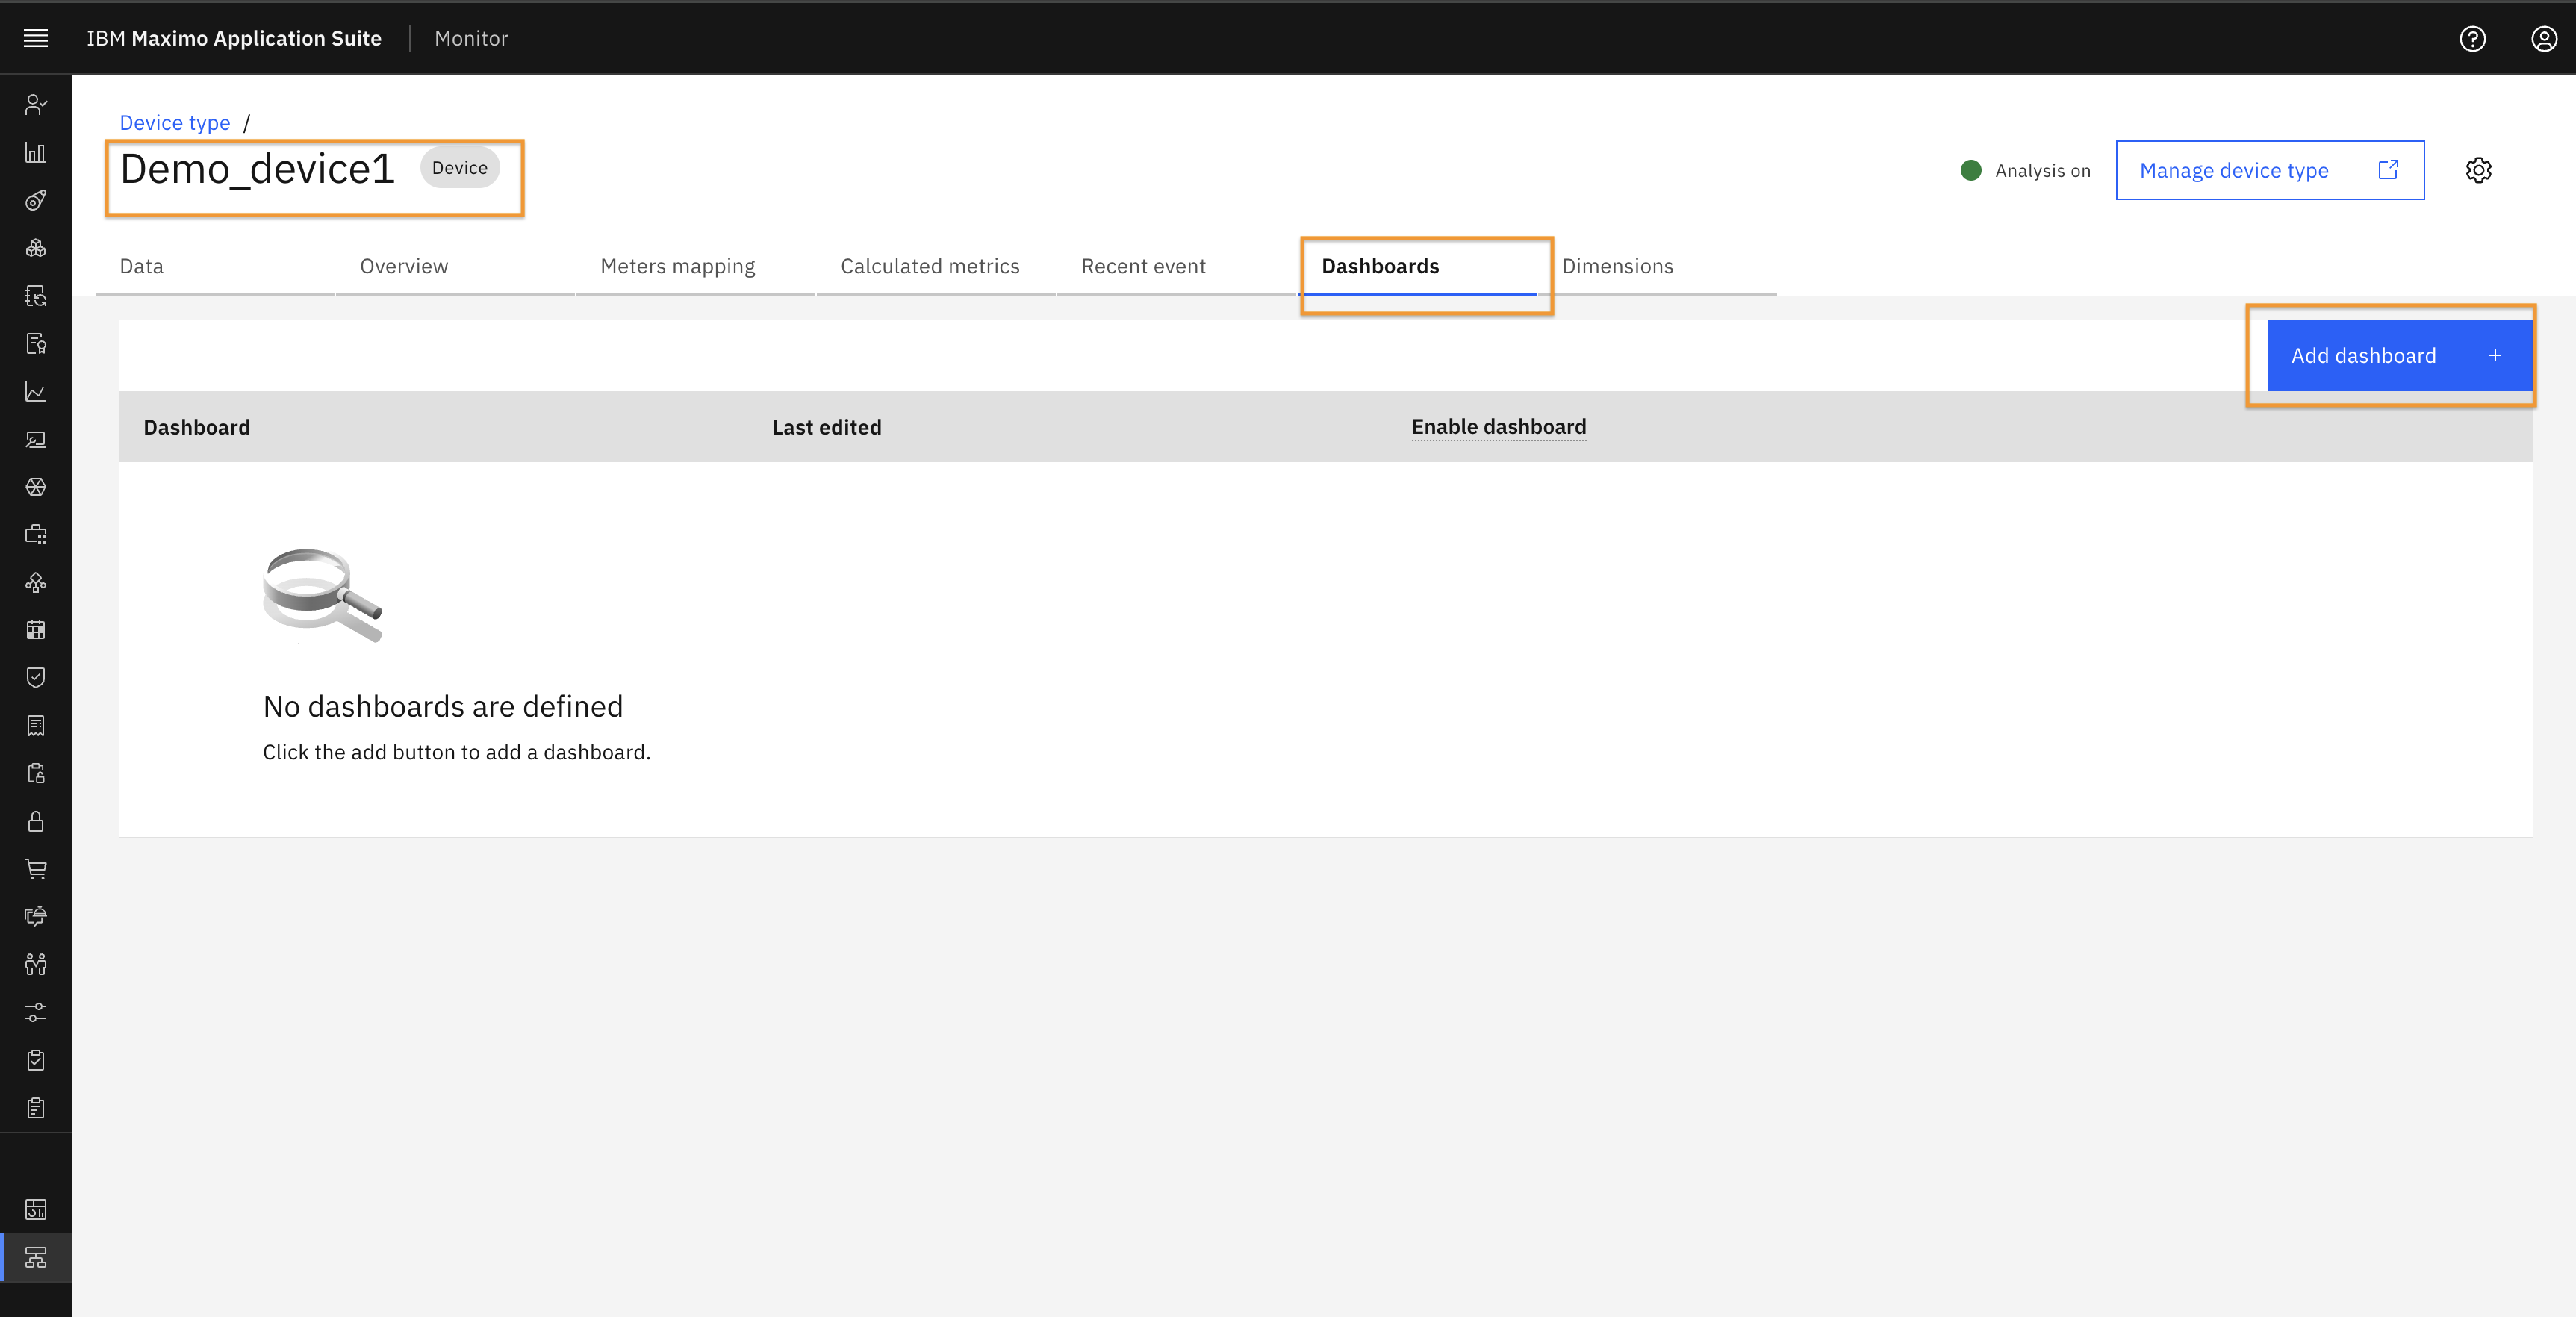 IBM Maximo Application Suite Monitor
Device type /
Demo_device1 Device
Analysis on Manage device type
Data Overview Meters mapping Calculated metrics Recent event Dashboards Dimensions
Add dashboard +
Dashboard Last edited Enable dashboard
No dashboards are defined
Click the add button to add a dashboard.